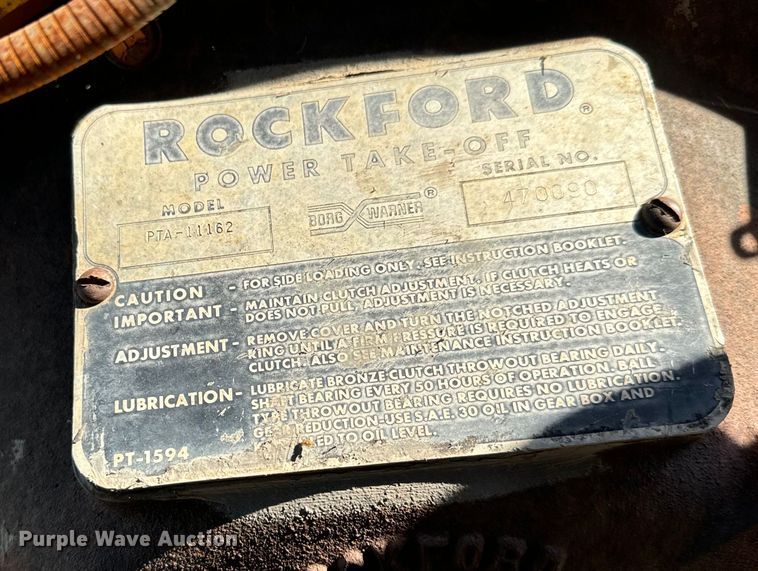 ROCKFORD®
POWER TAKE-OFF
MODEL
PTA-11162
BORG WARNER®
SERIAL NO.
CAUTION - FOR SIDE LOADING ONLY. SEE INSTRUCTION BOOKLET.
IMPORTANT - MAINTAIN CLUTCH ADJUSTMENT. IF CLUTCH HEATS OR
DOES NOT PULL, ADJUSTMENT IS NECESSARY.
ADJUSTMENT - REMOVE COVER AND TURN THE NOTCHED ADJUSTMENT
RING UNTIL A FIRM PRESSURE IS REQUIRED TO ENGAGE
CLUTCH. ALSO SEE MAINTENANCE INSTRUCTION BOOKLET.
LUBRICATION - LUBRICATE BRONZE CLUTCH THROWOUT BEARING DAILY.
SHAFT BEARING EVERY 50 HOURS OF OPERATION. BALL
TYPE THROWOUT BEARING REQUIRES NO LUBRICATION.
GEAR REDUCTION-USE S.A.E. 30 OIL IN GEAR BOX AND
TO OIL LEVEL.
PT-1594
Purple Wave Auction